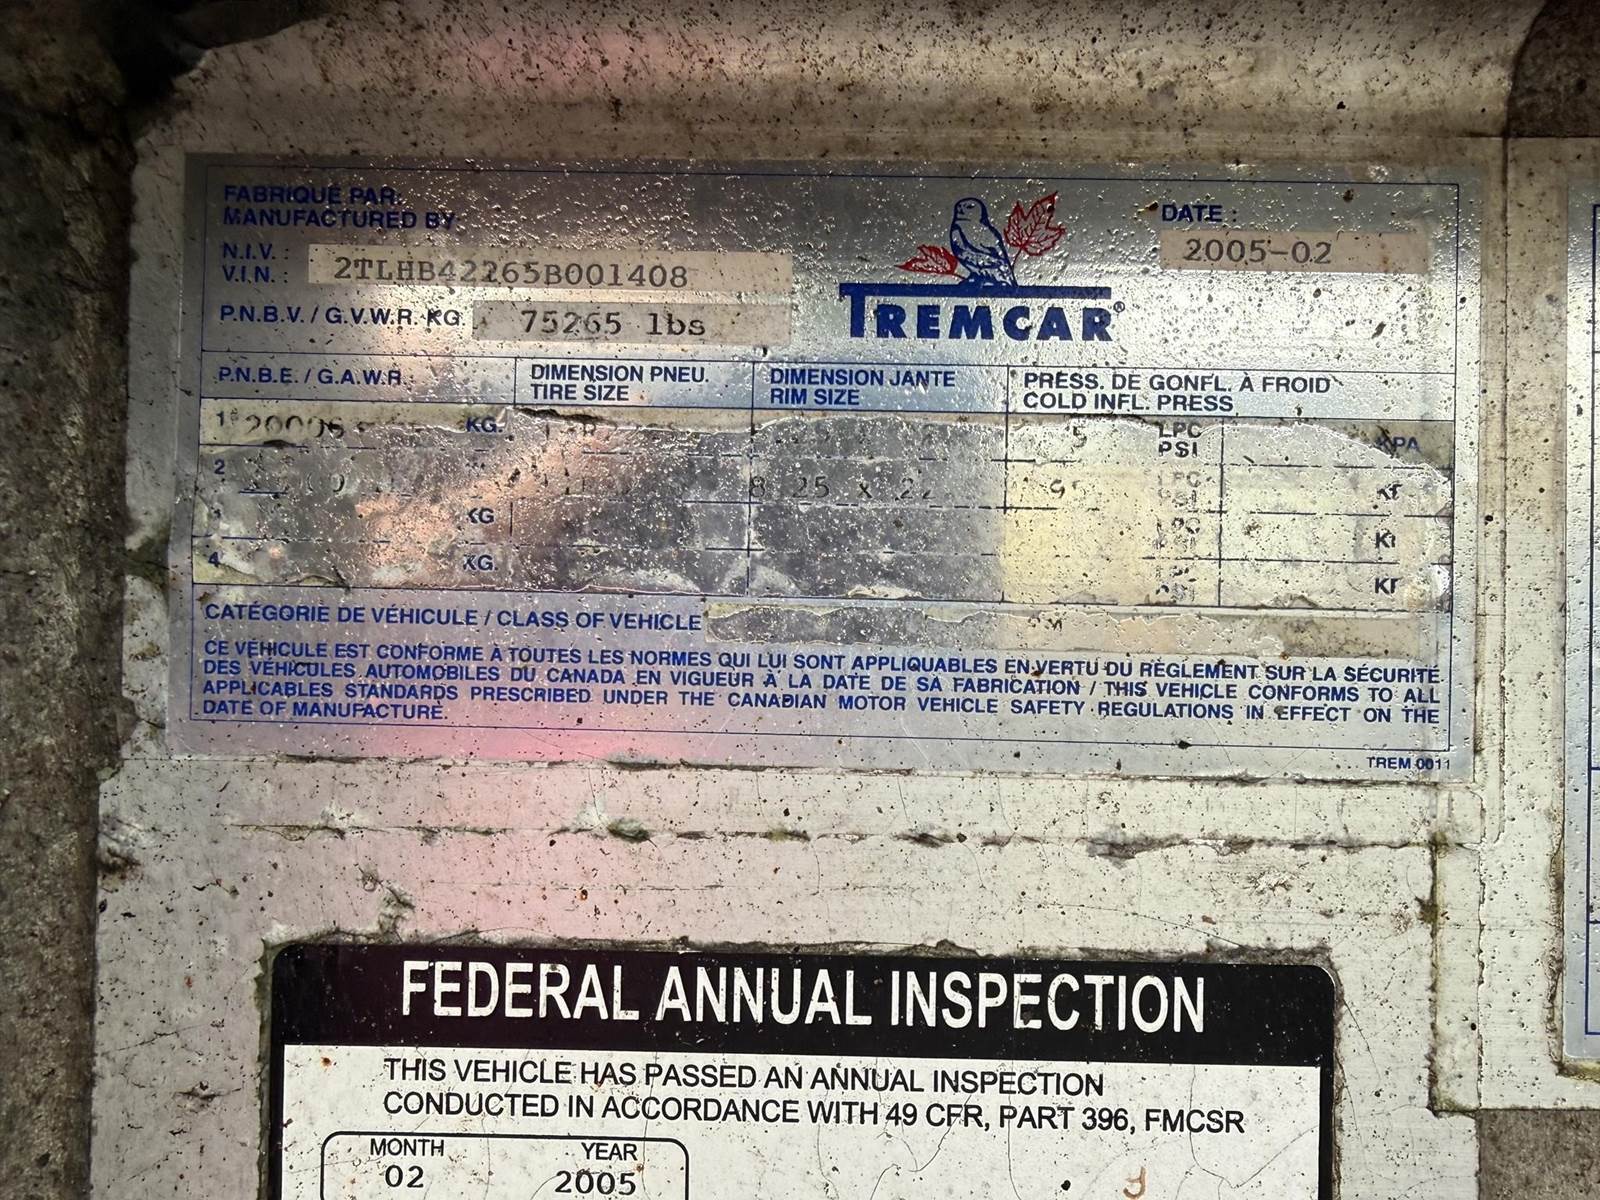 FABRIQUE PAR:
MANUFACTURED BY:
N.I.V. :
V.I.N. :
2TLHB42265B001408
P.N.B.V. / G.V.W.R. KG.
75265 lbs
TREMCAR®
DATE :
2005-02
P.N.B.E. / G.A.W.R.
DIMENSION PNEU.
TIRE SIZE
DIMENSION JANTE
RIM SIZE
PRESS. DE GONFL. À FROID
COLD INFL. PRESS.
1 KG. LPC
PSI KPA
2 8 25 x 22
KG
4 KG.
CATÉGORIE DE VÉHICULE / CLASS OF VEHICLE
CE VÉHICULE EST CONFORME À TOUTES LES NORMES QUI LUI SONT APPLIQUABLES EN VERTU DU RÈGLEMENT SUR LA SÉCURITÉ
DES VÉHICULES AUTOMOBILES DU CANADA EN VIGUEUR À LA DATE DE SA FABRICATION / THIS VEHICLE CONFORMS TO ALL
APPLICABLES STANDARDS PRESCRIBED UNDER THE CANADIAN MOTOR VEHICLE SAFETY REGULATIONS IN EFFECT ON THE
DATE OF MANUFACTURE.
TREM 0011
FEDERAL ANNUAL INSPECTION
THIS VEHICLE HAS PASSED AN ANNUAL INSPECTION
CONDUCTED IN ACCORDANCE WITH 49 CFR, PART 396, FMCSR
MONTH YEAR
02 2005